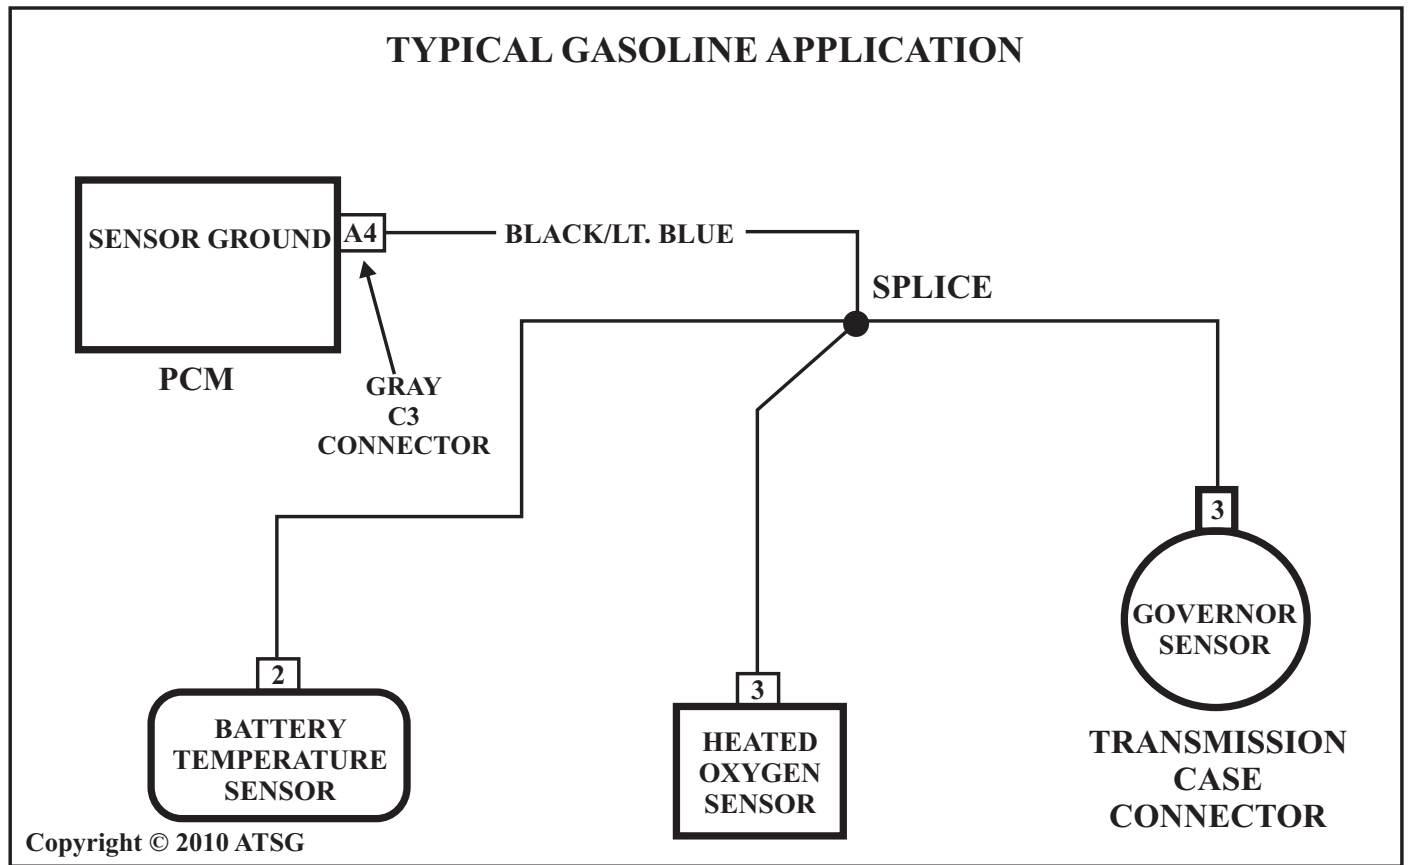 TYPICAL GASOLINE APPLICATION
SENSOR GROUND
A4
BLACK/LT. BLUE
SPLICE
PCM
GRAY
C3
CONNECTOR
3
GOVERNOR
SENSOR
2
BATTERY
TEMPERATURE
SENSOR
3
HEATED
OXYGEN
SENSOR
TRANSMISSION
CASE
CONNECTOR
Copyright © 2010 ATSG